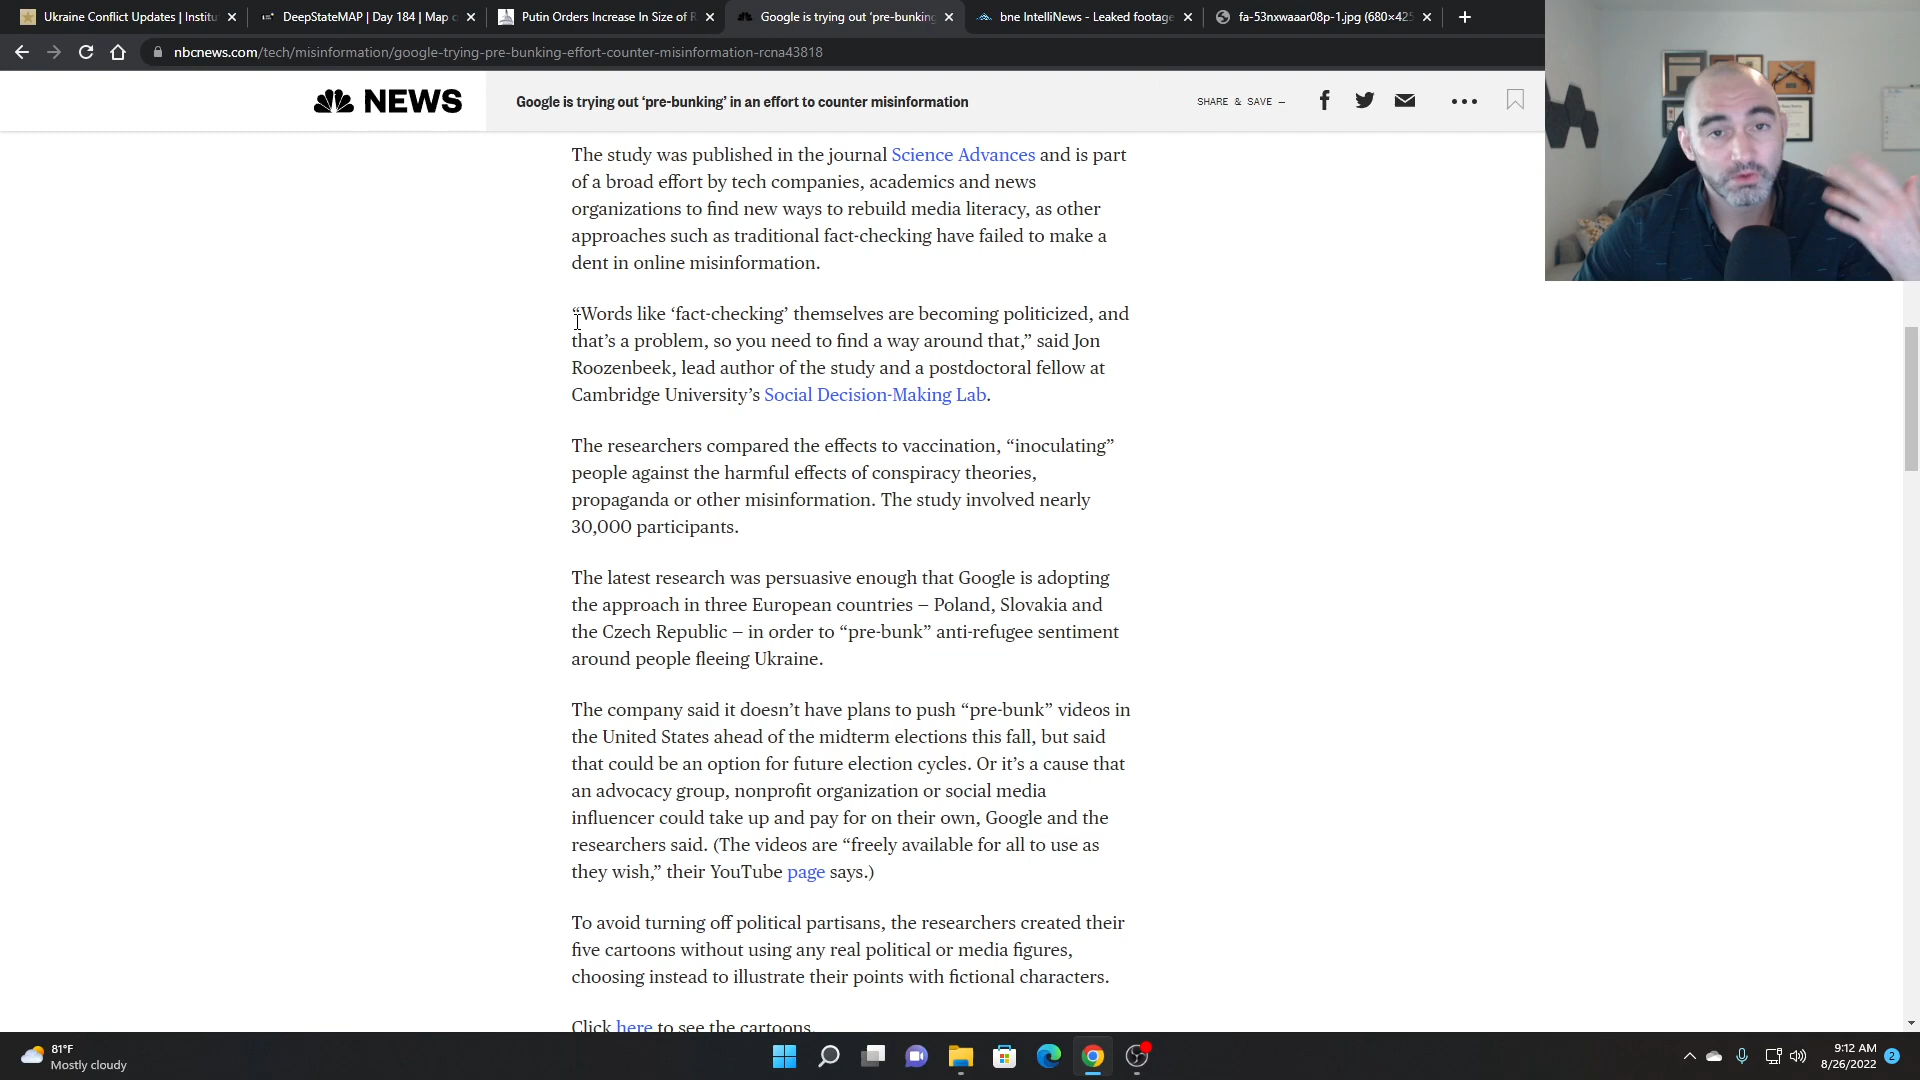 Ukraine Conflict Updates | Institu
DeepStateMAP | Day 184 | Map o
Putin Orders Increase In Size of R
Google is trying out 'pre-bunking
bne IntelliNews - Leaked footage
fa-53nxwaaar08p-1.jpg (680×425
nbcnews.com/tech/misinformation/google-trying-pre-bunking-effort-counter-misinformation-rcna43818
NEWS
Google is trying out ‘pre-bunking’ in an effort to counter misinformation
SHARE & SAVE —
The study was published in the journal Science Advances and is part
of a broad effort by tech companies, academics and news
organizations to find new ways to rebuild media literacy, as other
approaches such as traditional fact-checking have failed to make a
dent in online misinformation.
“Words like ‘fact-checking’ themselves are becoming politicized, and
that’s a problem, so you need to find a way around that,” said Jon
Roozenbeek, lead author of the study and a postdoctoral fellow at
Cambridge University’s Social Decision-Making Lab.
The researchers compared the effects to vaccination, “inoculating”
people against the harmful effects of conspiracy theories,
propaganda or other misinformation. The study involved nearly
30,000 participants.
The latest research was persuasive enough that Google is adopting
the approach in three European countries — Poland, Slovakia and
the Czech Republic — in order to “pre-bunk” anti-refugee sentiment
around people fleeing Ukraine.
The company said it doesn’t have plans to push “pre-bunk” videos in
the United States ahead of the midterm elections this fall, but said
that could be an option for future election cycles. Or it’s a cause that
an advocacy group, nonprofit organization or social media
influencer could take up and pay for on their own, Google and the
researchers said. (The videos are “freely available for all to use as
they wish,” their YouTube page says.)
To avoid turning off political partisans, the researchers created their
five cartoons without using any real political or media figures,
choosing instead to illustrate their points with fictional characters.
Click here to see the cartoons.
81°F
Mostly cloudy
9:12 AM
8/26/2022
2